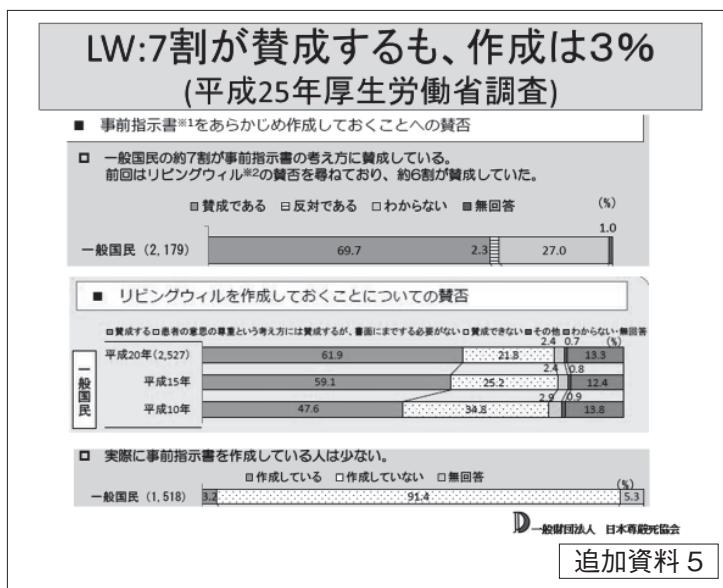 LW:7割が賛成するも、作成は3%
(平成25年厚生労働省調査)
■ 事前指示書※1をあらかじめ作成しておくことへの賛否
□ 一般国民の約7割が事前指示書の考え方に賛成している。
前回はリビングウィル※2の賛否を尋ねており、約6割が賛成していた。
■賛成である 日反対である □わからない ■無回答 (%)
1.0
一般国民 (2,179) 69.7 2.3 27.0
■ リビングウィルを作成しておくことについての賛否
■賛成する □患者の意思の尊重という考え方には賛成するが、書面にまでする必要がない □賛成できない ■その他 ■わからない・無回答
2.4 0.7 (%)
平成20年(2,527) 61.9 21.8 13.3
2.4 0.8
平成15年 59.1 25.2 12.4
2.9 0.9
平成10年 47.6 34.8 13.8
一般国民
□ 実際に事前指示書を作成している人は少ない。
■作成している □作成していない □無回答 (%)
一般国民 (1,518) 3.2 91.4 5.3
一般財団法人 日本尊厳死協会
追加資料5